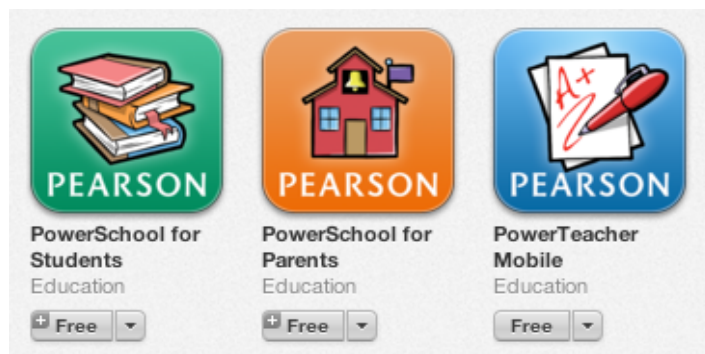 PEARSON
PowerSchool for
Students
Education
Free
PEARSON
PowerSchool for
Parents
Education
Free
A+
PEARSON
PowerTeacher
Mobile
Education
Free